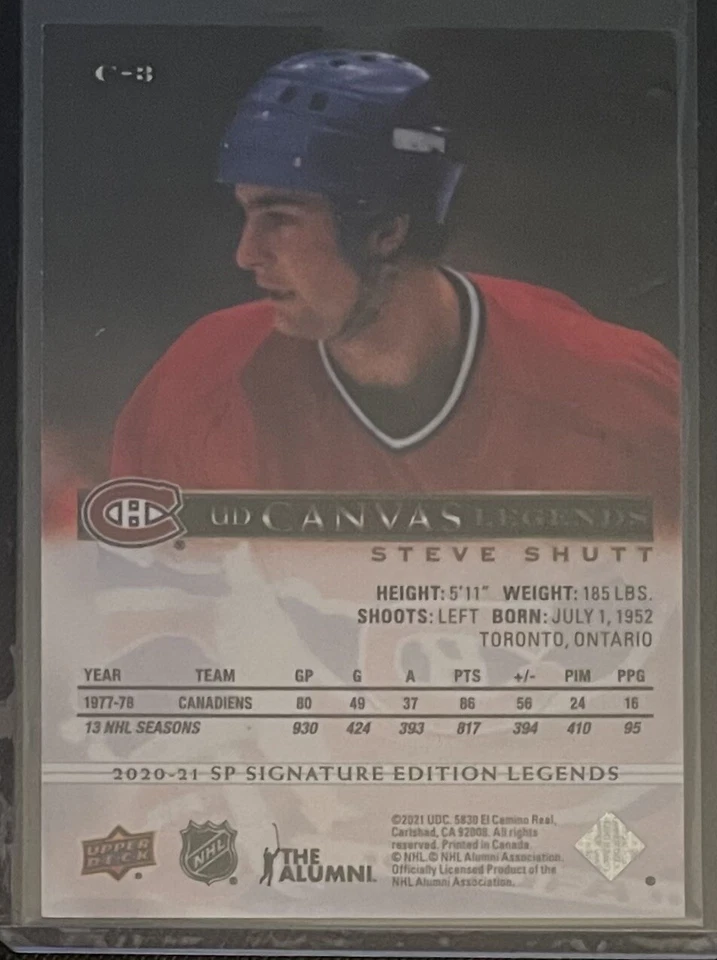 C-3
UD CANVAS LEGENDS
STEVE SHUTT
HEIGHT: 5'11" WEIGHT: 185 LBS.
SHOOTS: LEFT BORN: JULY 1, 1952
TORONTO, ONTARIO
YEAR TEAM GP G A PTS +/- PIM PPG
1977-78 CANADIENS 80 49 37 86 56 24 16
13 NHL SEASONS 930 424 393 817 394 410 95
2020-21 SP SIGNATURE EDITION LEGENDS
UPPER DECK
NHL
THE ALUMNI
©2021 UDC. 5830 El Camino Real,
Carlsbad, CA 92008. All rights
reserved. Printed in Canada.
© NHL. © NHL Alumni Association.
Officially Licensed Product of the
NHL Alumni Association.